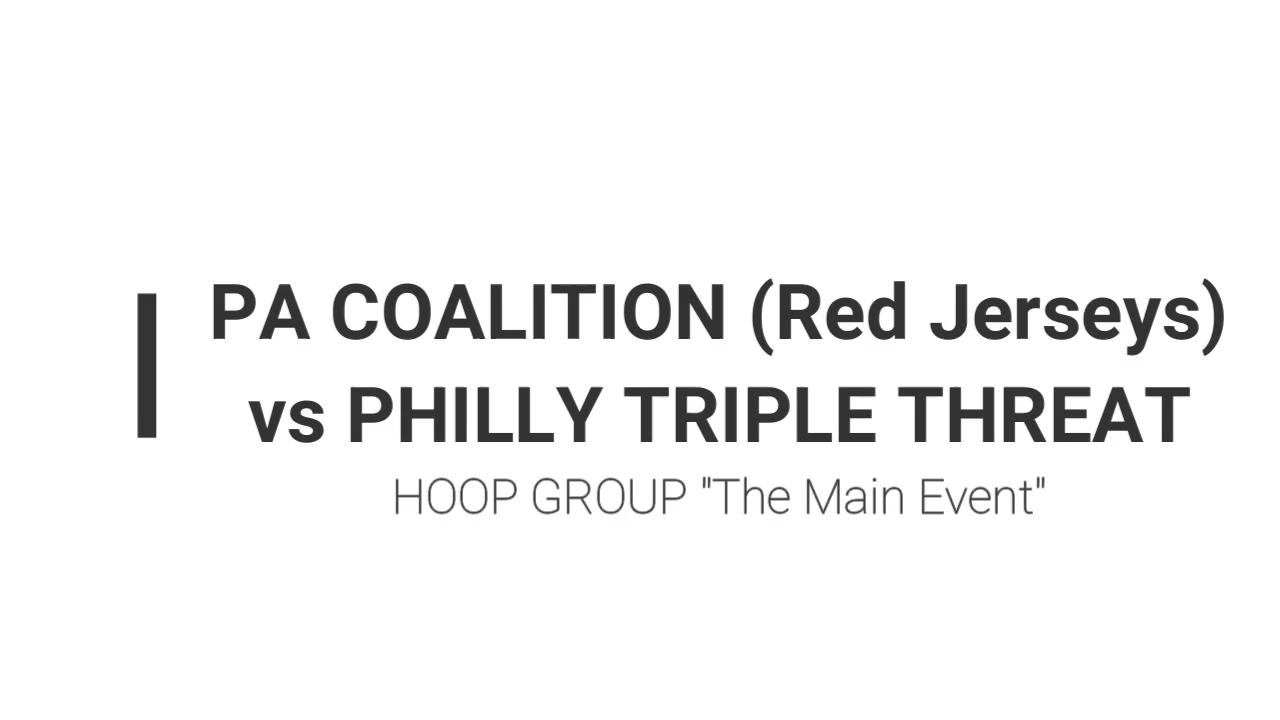 PA COALITION (Red Jerseys)
vs PHILLY TRIPLE THREAT
HOOP GROUP "The Main Event"